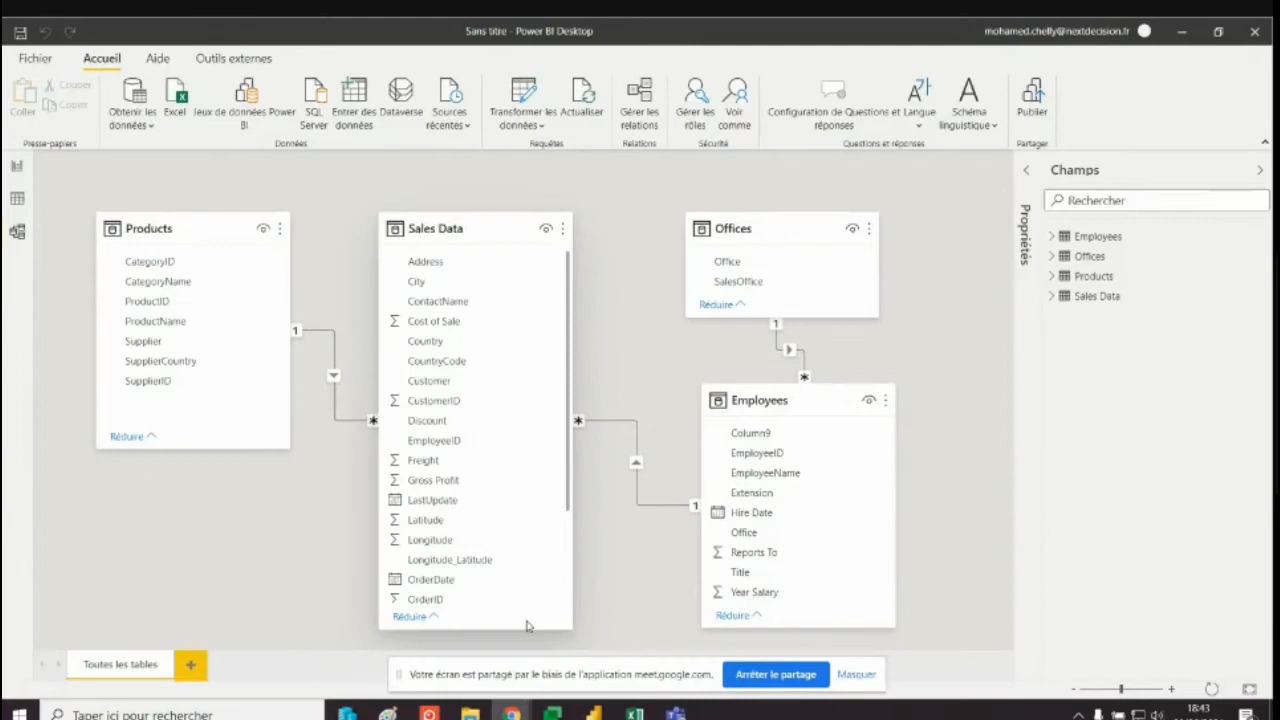 Sans titre - Power BI Desktop
mohamed.chelly@nextdecision.fr
Fichier Accueil Aide Outils externes
Coller
Couper
Copier
Presse-papiers
Obtenir les données
Excel
Jeux de données Power BI
SQL Server
Entrer des données
Dataverse
Sources récentes
Données
Transformer les données
Actualiser
Requêtes
Gérer les relations
Relations
Gérer les rôles
Voir comme
Sécurité
Configuration de Questions et réponses
Langue
Schéma linguistique
Questions et réponses
Publier
Partager
Products
CategoryID
CategoryName
ProductID
ProductName
Supplier
SupplierCountry
SupplierID
Réduire
1
*
Sales Data
Address
City
ContactName
Cost of Sale
Country
CountryCode
Customer
CustomerID
Discount
EmployeeID
Freight
Gross Profit
LastUpdate
Latitude
Longitude
Longitude_Latitude
OrderDate
OrderID
Réduire
*
1
Offices
Office
SalesOffice
Réduire
1
*
Employees
Column9
EmployeeID
EmployeeName
Extension
Hire Date
Office
Reports To
Title
Year Salary
Réduire
Propriétés
Champs
Rechercher
Employees
Offices
Products
Sales Data
Toutes les tables
Votre écran est partagé par le biais de l'application meet.google.com.
Arrêter le partage
Masquer
Taper ici pour rechercher
18:43